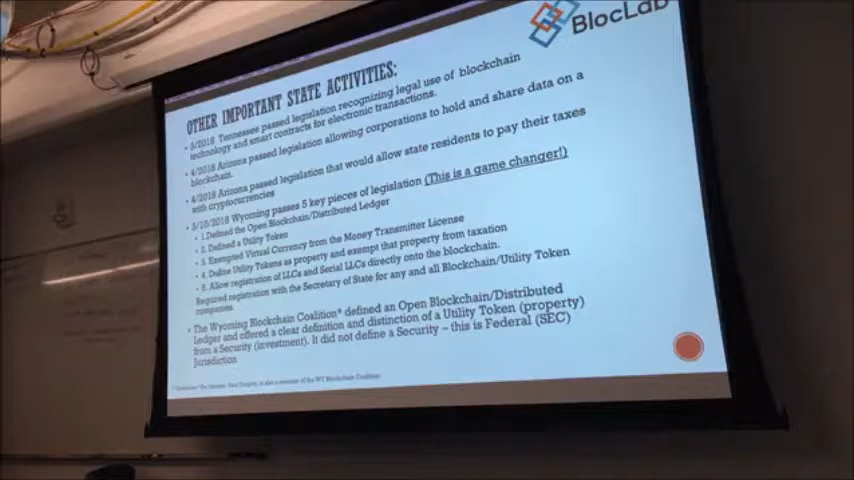 BlocLab
OTHER IMPORTANT STATE ACTIVITIES:
• 3/2018 Tennessee passed legislation recognizing legal use of blockchain
technology and smart contracts for electronic transactions.
• 4/2018 Arizona passed legislation allowing corporations to hold and share data on a
blockchain.
• 4/2018 Arizona passed legislation that would allow state residents to pay their taxes
with cryptocurrencies
• 3/10/2018 Wyoming passes 5 key pieces of legislation (This is a game changer!)
• 1. Defined the Open Blockchain/Distributed Ledger
• 2. Defined a Utility Token
• 3. Exempted Virtual Currency from the Money Transmitter License
• 4. Define Utility Tokens as property and exempt that property from taxation
• 5. Allow registration of LLCs and Serial LLCs directly onto the blockchain.
Required registration with the Secretary of State for any and all Blockchain/Utility Token
companies.
• The Wyoming Blockchain Coalition* defined an Open Blockchain/Distributed
Ledger and offered a clear definition and distinction of a Utility Token (property)
from a Security (investment). It did not define a Security – this is Federal (SEC)
Jurisdiction
is also a member of the WY Blockchain Coalition